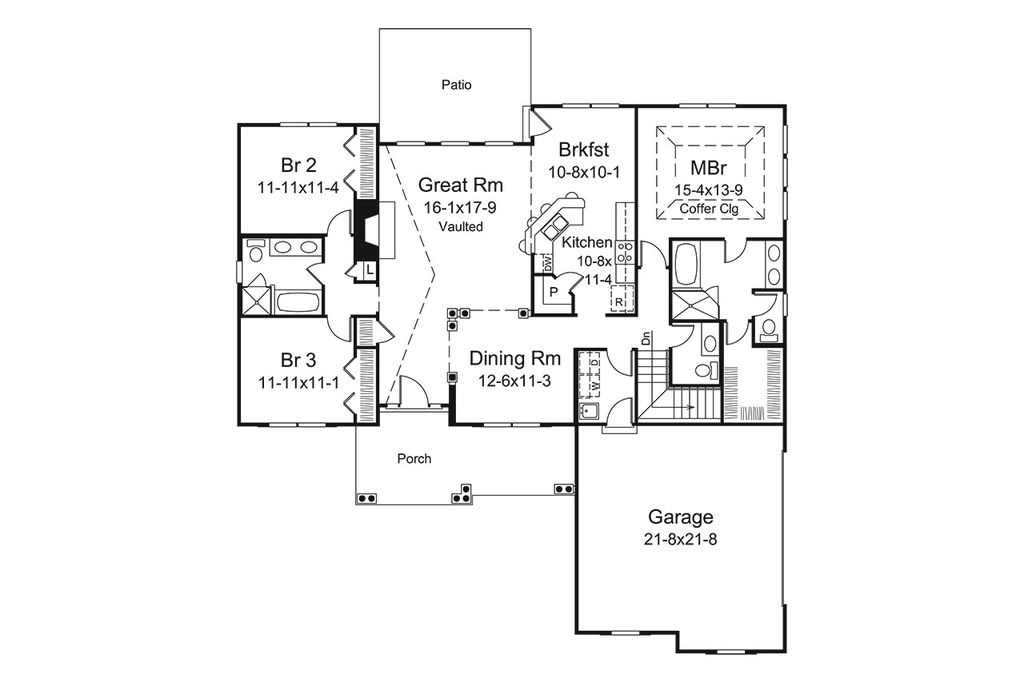 Patio
Br 2
11-11x11-4
Great Rm
16-1x17-9
Vaulted
Brkfst
10-8x10-1
MBr
15-4x13-9
Coffer Clg
Kitchen
10-8x
11-4
DW
P
R
L
Br 3
11-11x11-1
Dining Rm
12-6x11-3
Dn
W
Porch
Garage
21-8x21-8